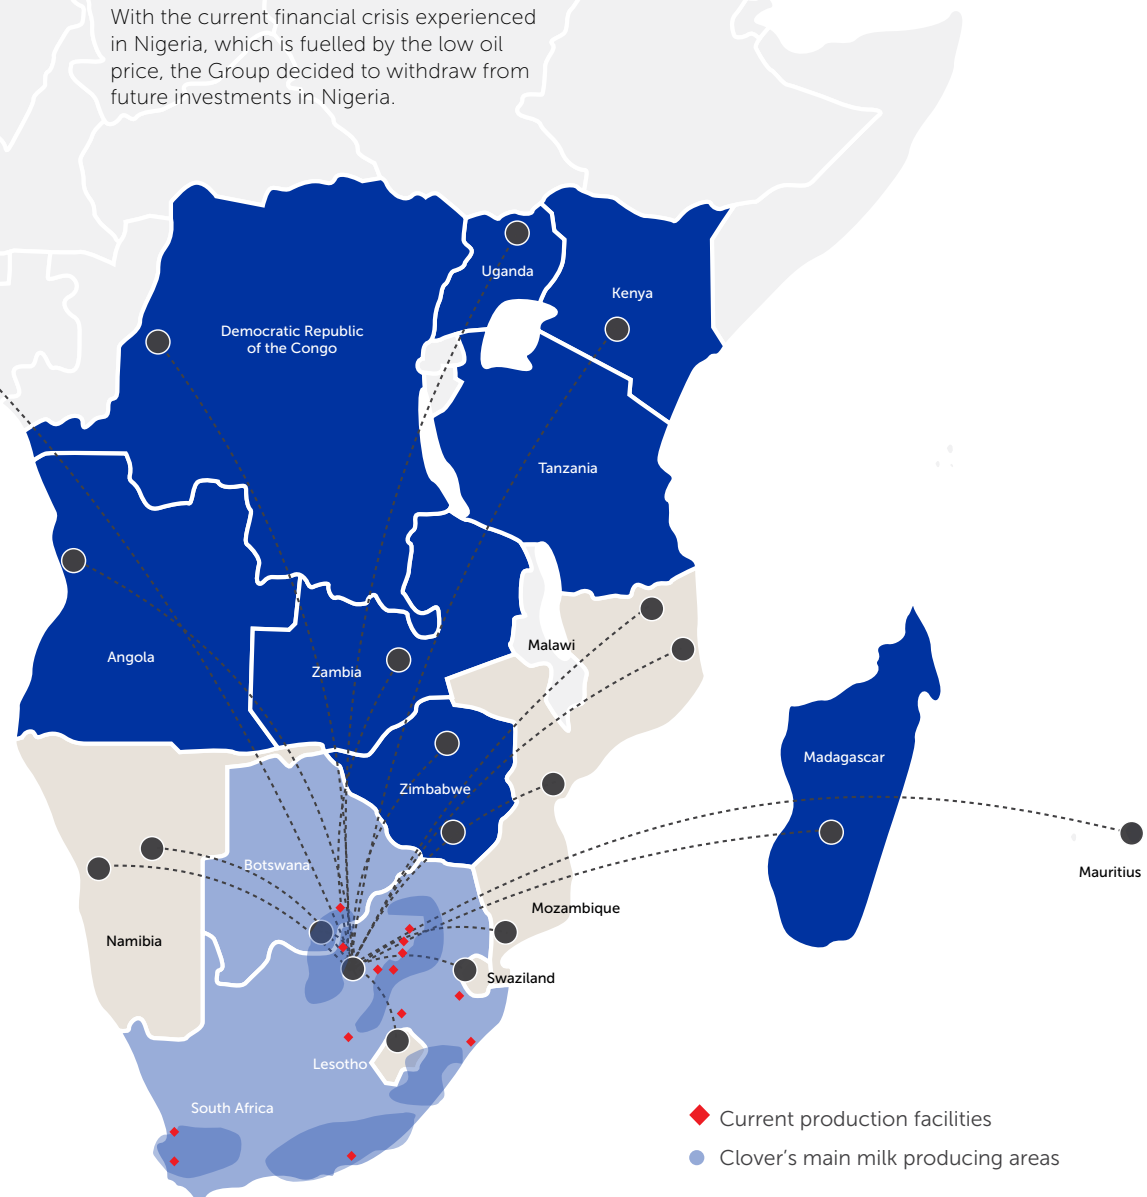 With the current financial crisis experienced
in Nigeria, which is fuelled by the low oil
price, the Group decided to withdraw from
future investments in Nigeria.
Uganda
Kenya
Democratic Republic
of the Congo
Tanzania
Malawi
Angola
Zambia
Madagascar
Zimbabwe
Botswana
Mauritius
Mozambique
Namibia
Swaziland
Lesotho
South Africa
Current production facilities
Clover's main milk producing areas